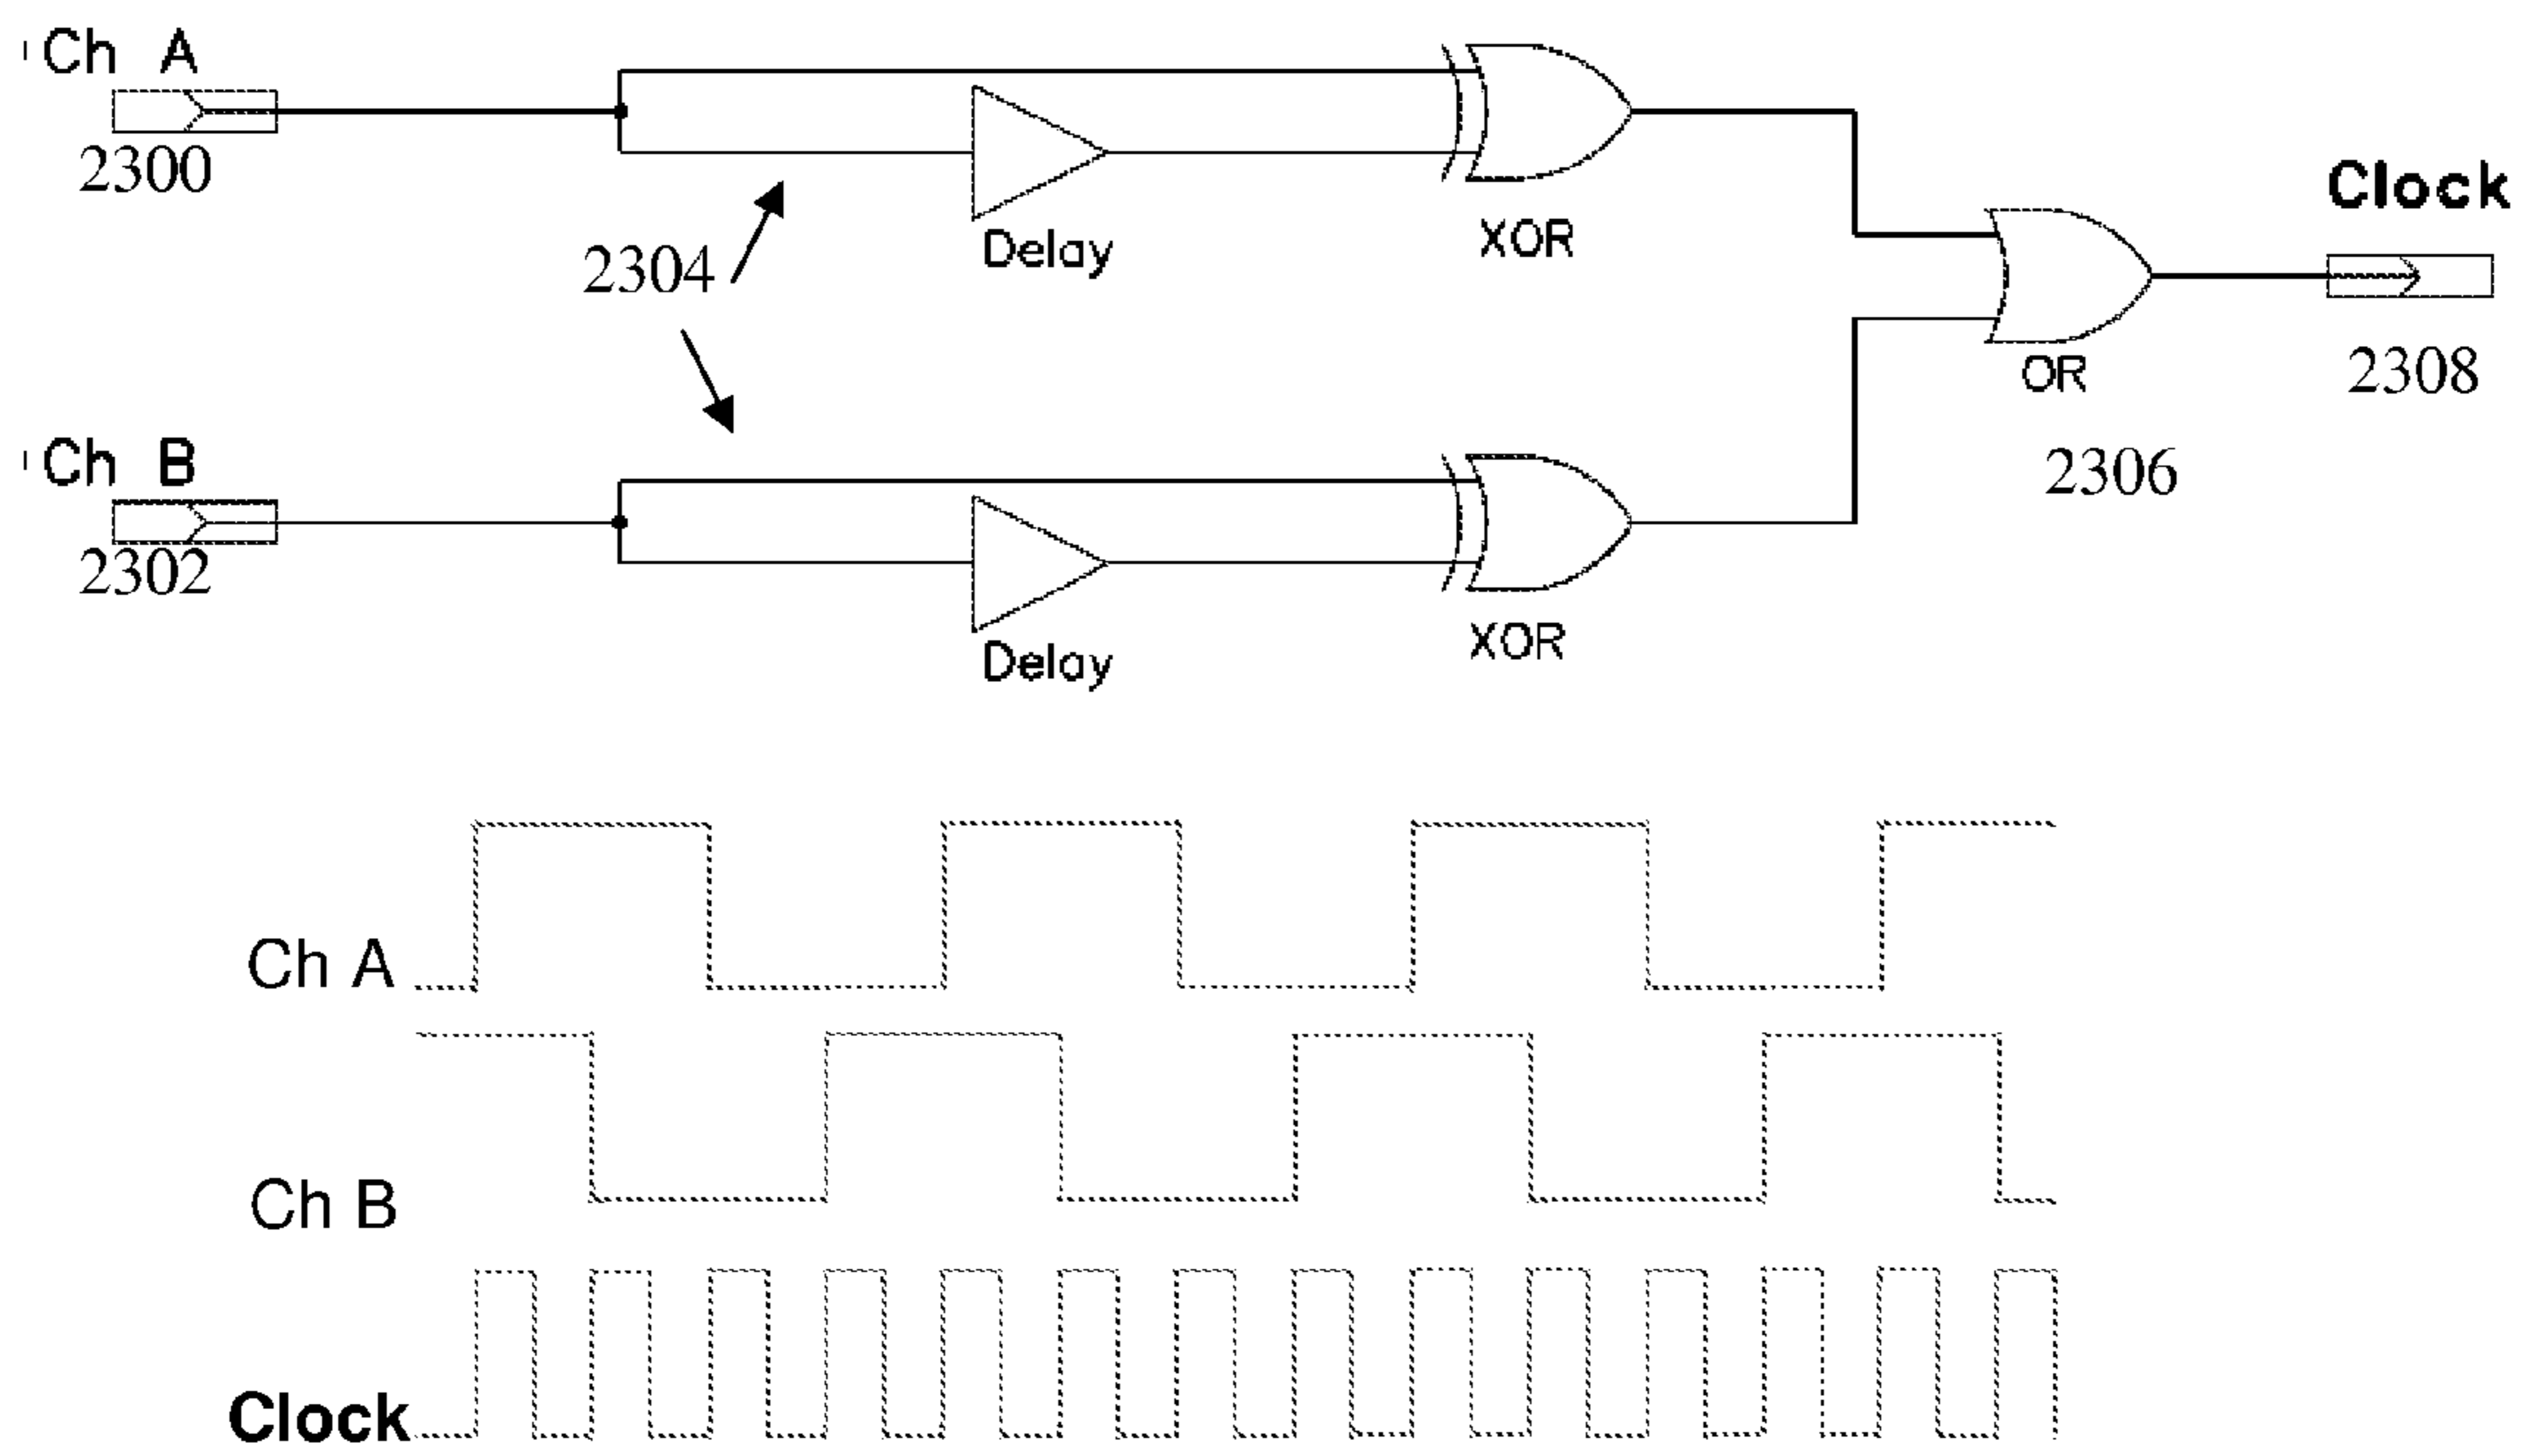 Ch A
2300
Delay
XOR
2304
Clock
2308
OR
2306
Ch B
2302
Delay
XOR
Ch A
Ch B
Clock